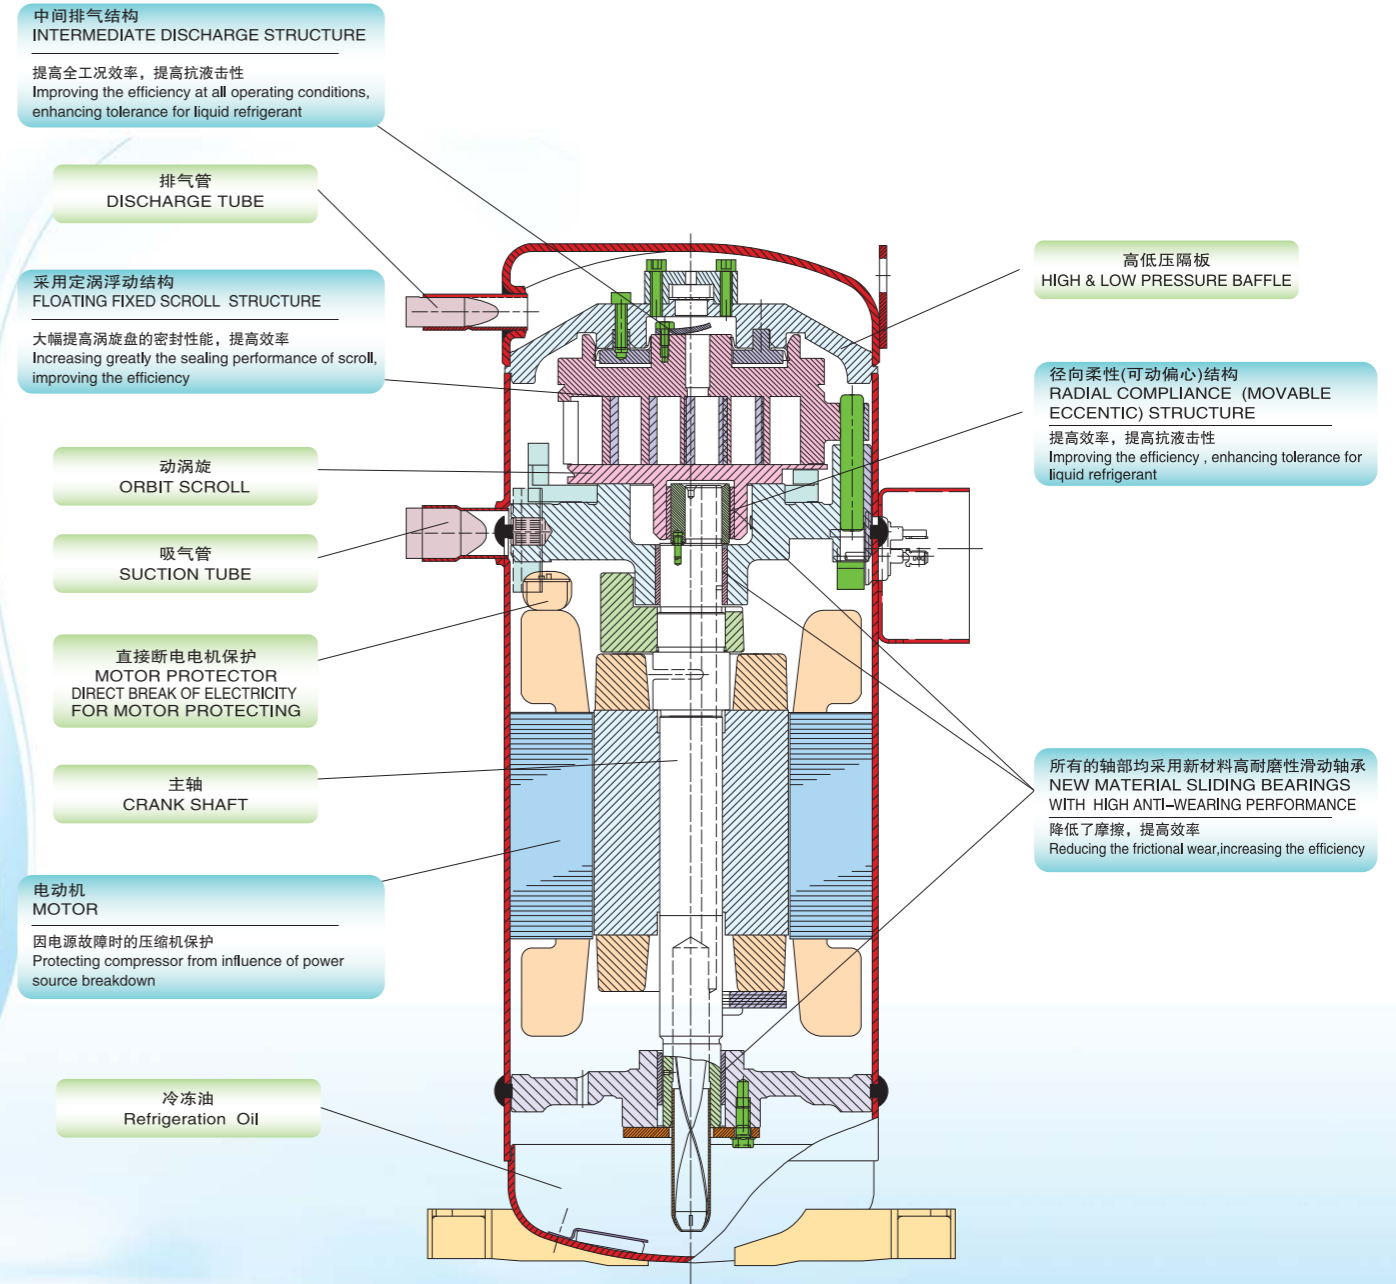 中间排气结构
INTERMEDIATE DISCHARGE STRUCTURE
提高全工况效率，提高抗液击性
Improving the efficiency at all operating conditions,
enhancing tolerance for liquid refrigerant
排气管
DISCHARGE TUBE
采用定涡浮动结构
FLOATING FIXED SCROLL STRUCTURE
大幅提高涡旋盘的密封性能，提高效率
Increasing greatly the sealing performance of scroll,
improving the efficiency
动涡旋
ORBIT SCROLL
吸气管
SUCTION TUBE
直接断电电机保护
MOTOR PROTECTOR
DIRECT BREAK OF ELECTRICITY
FOR MOTOR PROTECTING
主轴
CRANK SHAFT
电动机
MOTOR
因电源故障时的压缩机保护
Protecting compressor from influence of power
source breakdown
冷冻油
Refrigeration Oil
高低压隔板
HIGH & LOW PRESSURE BAFFLE
径向柔性(可动偏心)结构
RADIAL COMPLIANCE (MOVABLE
ECCENTIC) STRUCTURE
提高效率，提高抗液击性
Improving the efficiency , enhancing tolerance for
liquid refrigerant
所有的轴部均采用新材料高耐磨性滑动轴承
NEW MATERIAL SLIDING BEARINGS
WITH HIGH ANTI-WEARING PERFORMANCE
降低了摩擦，提高效率
Reducing the frictional wear,increasing the efficiency